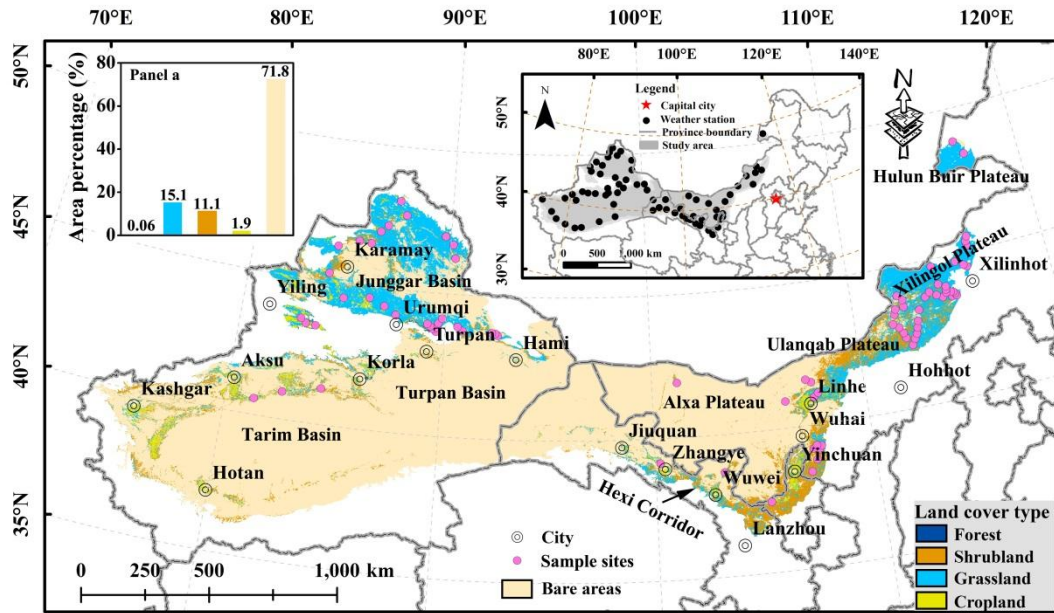 70°E
80°E
90°E
100°E
110°E
120°E
50°N
45°N
40°N
35°N
Area percentage (%)
80
60
40
20
0
Panel a
0.06
15.1
11.1
1.9
71.8
80°E
100°E
120°E
140°E
50°N
40°N
30°N
N
Legend
Capital city
Weather station
Province boundary
Study area
0 500 1,000 km
N
Hulun Buir Plateau
Karamay
Junggar Basin
Yiling
Urumqi
Turpan
Hami
Aksu
Korla
Kashgar
Turpan Basin
Tarim Basin
Hotan
Xilingol Plateau
Xilinhot
Ulanqab Plateau
Hohhot
Linhe
Alxa Plateau
Wuhai
Jiuquan
Zhangye
Yinchuan
Wuwei
Hexi Corridor
Lanzhou
0 250 500 1,000 km
City
Sample sites
Bare areas
Land cover type
Forest
Shrubland
Grassland
Cropland